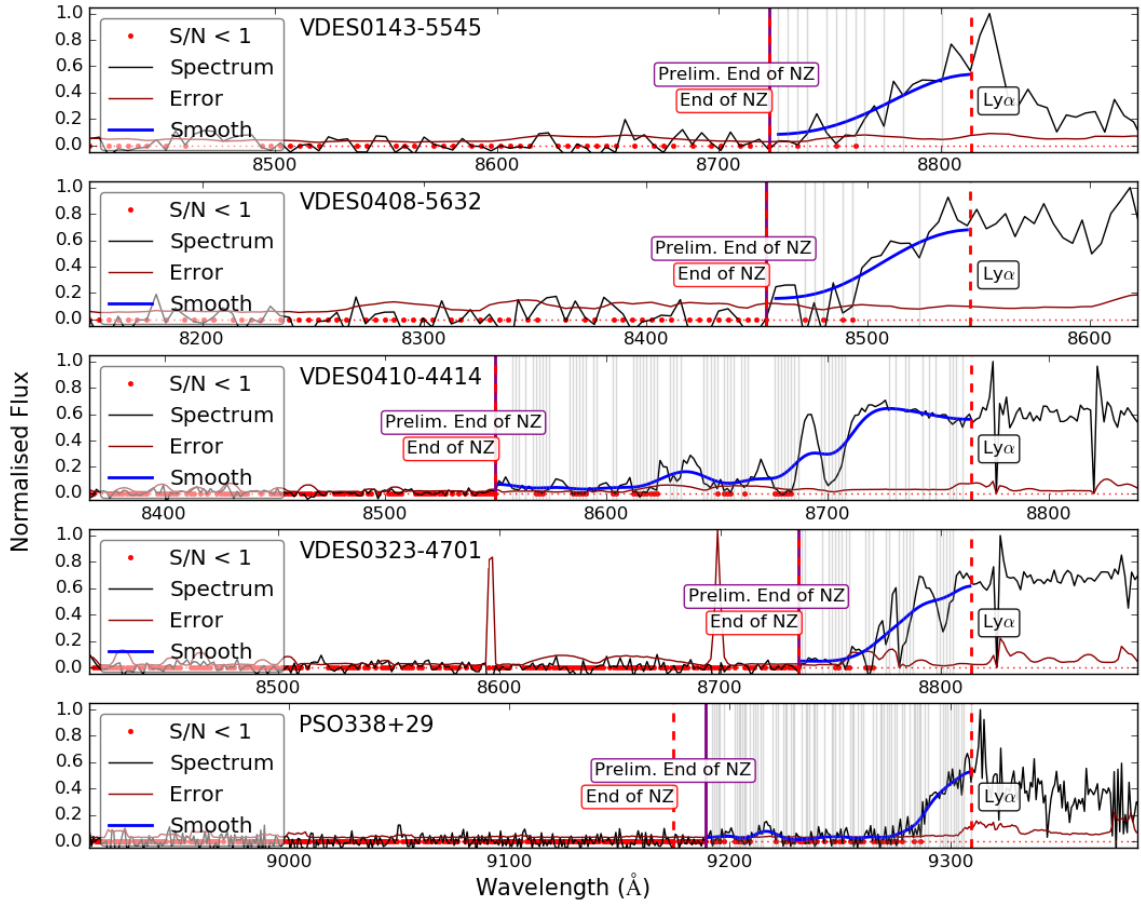 1.0
0.8
0.6
0.4
0.2
0.0
S/N < 1
Spectrum
Error
Smooth
VDES0143-5545
Prelim. End of NZ
End of NZ
Lyα
8500
8600
8700
8800
1.0
0.8
0.6
0.4
0.2
0.0
S/N < 1
Spectrum
Error
Smooth
VDES0408-5632
Prelim. End of NZ
End of NZ
Lyα
8200
8300
8400
8500
8600
Normalised Flux
1.0
0.8
0.6
0.4
0.2
0.0
S/N < 1
Spectrum
Error
Smooth
VDES0410-4414
Prelim. End of NZ
End of NZ
Lyα
8400
8500
8600
8700
8800
1.0
0.8
0.6
0.4
0.2
0.0
S/N < 1
Spectrum
Error
Smooth
VDES0323-4701
Prelim. End of NZ
End of NZ
Lyα
8500
8600
8700
8800
1.0
0.8
0.6
0.4
0.2
0.0
S/N < 1
Spectrum
Error
Smooth
PSO338+29
Prelim. End of NZ
End of NZ
Lyα
9000
9100
9200
9300
Wavelength (Å)